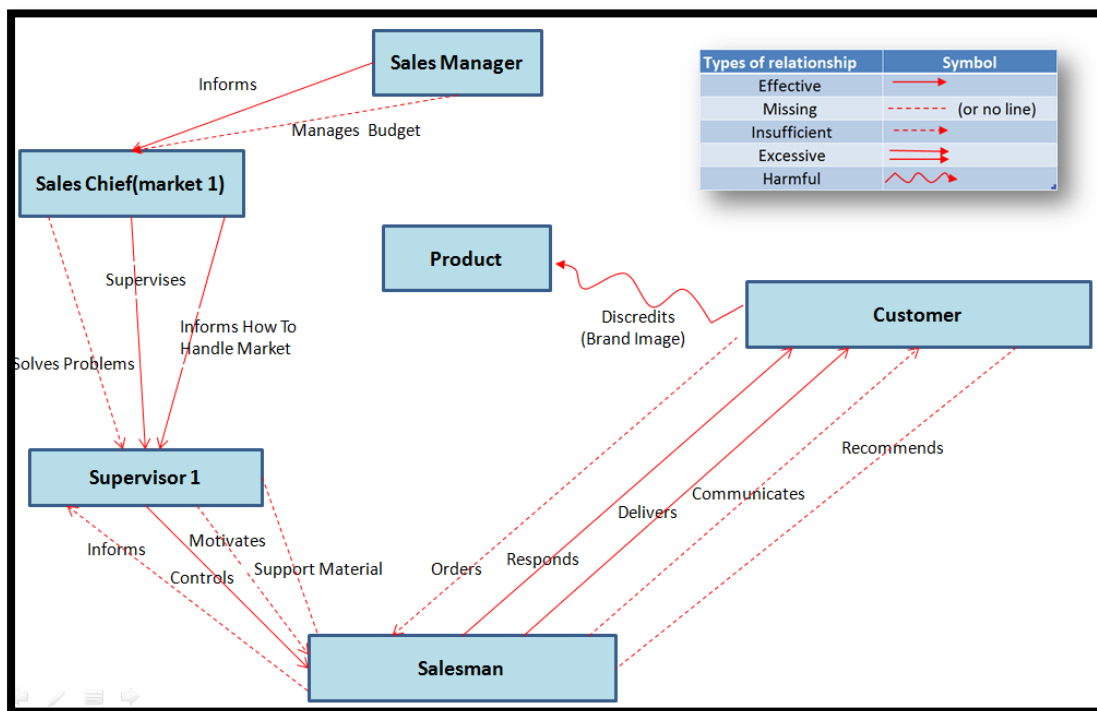 Sales Manager
Informs
Manages Budget
Sales Chief(market 1)
Types of relationship Symbol
Effective
Missing (or no line)
Insufficient
Excessive
Harmful
Product
Customer
Supervises
Discredits
(Brand Image)
Informs How To
Handle Market
Solves Problems
Supervisor 1
Recommends
Communicates
Delivers
Motivates
Informs
Responds
Orders
Support Material
Controls
Salesman